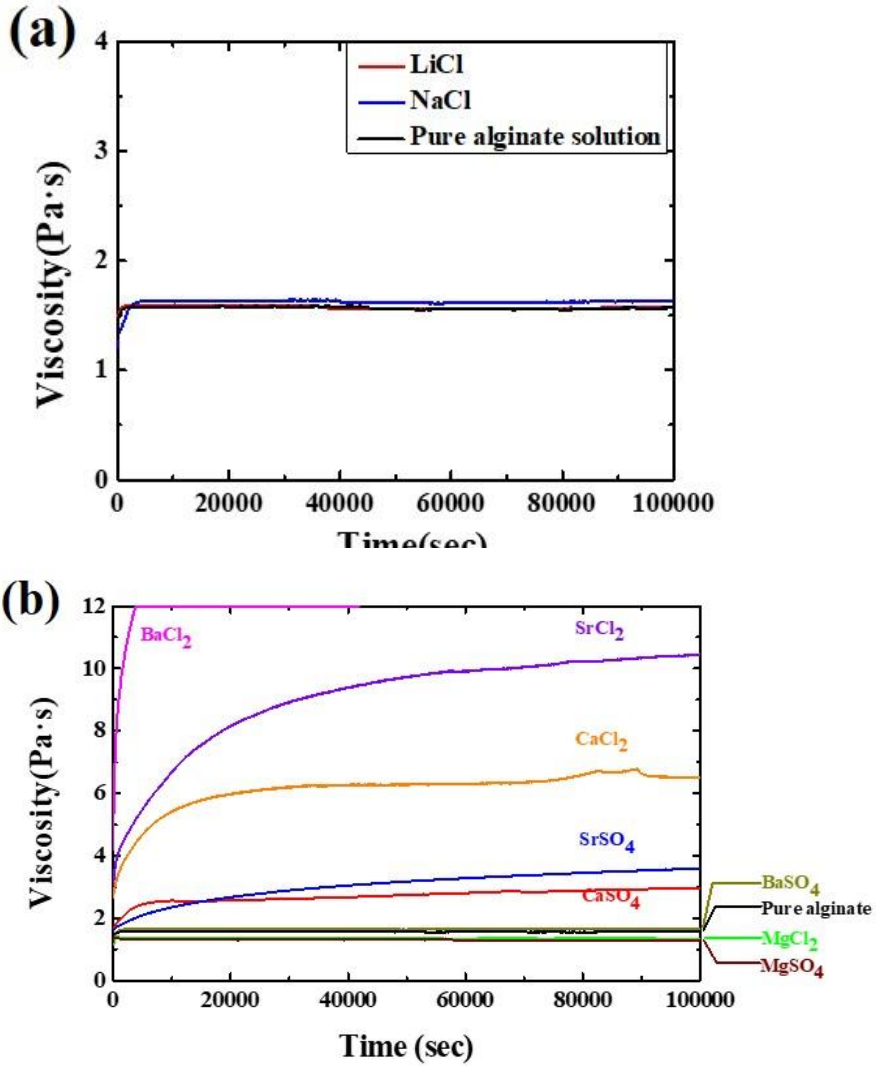 (a)
4
3
2
1
0
Viscosity(Pa·s)
LiCl
NaCl
Pure alginate solution
0 20000 40000 60000 80000 100000
Time(sec)
(b)
12
10
8
6
4
2
0
Viscosity(Pa·s)
BaCl2
SrCl2
CaCl2
SrSO4
CaSO4
BaSO4
Pure alginate
MgCl2
MgSO4
0 20000 40000 60000 80000 100000
Time (sec)